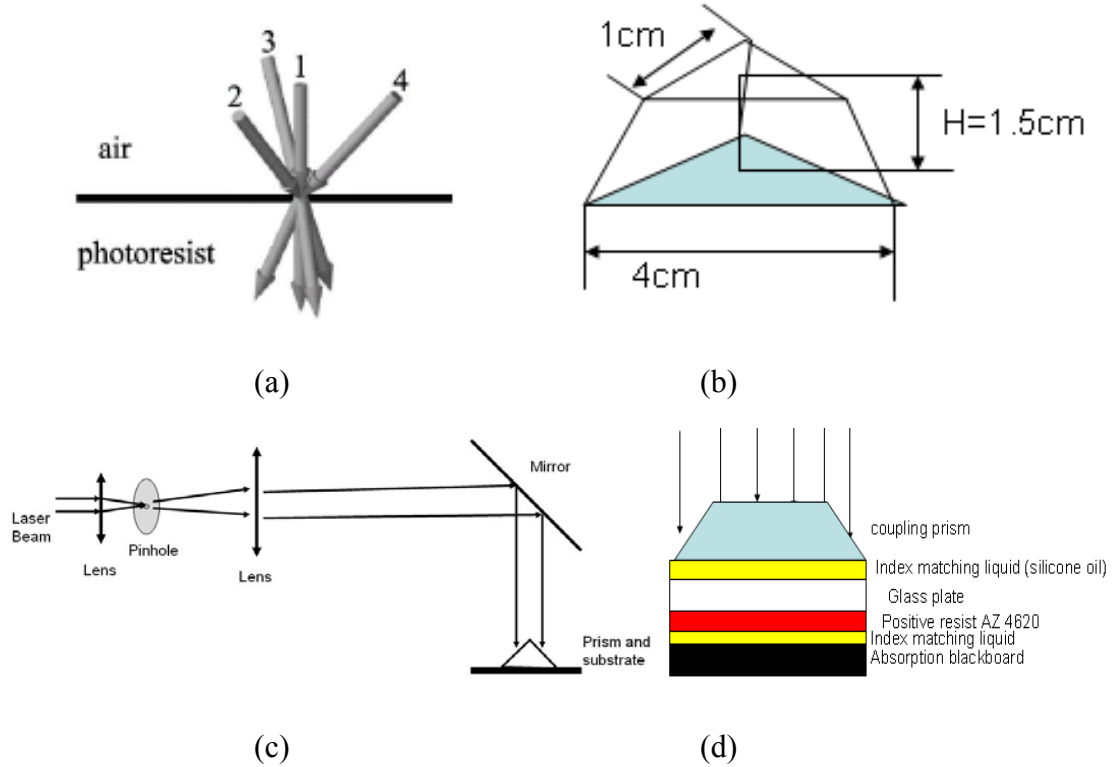 3
1
4
2
air
photoresist
(a)
1cm
H=1.5cm
4cm
(b)
Laser
Beam
Lens
Pinhole
Lens
Mirror
Prism and
substrate
(c)
coupling prism
Index matching liquid (silicone oil)
Glass plate
Positive resist AZ 4620
Index matching liquid
Absorption blackboard
(d)